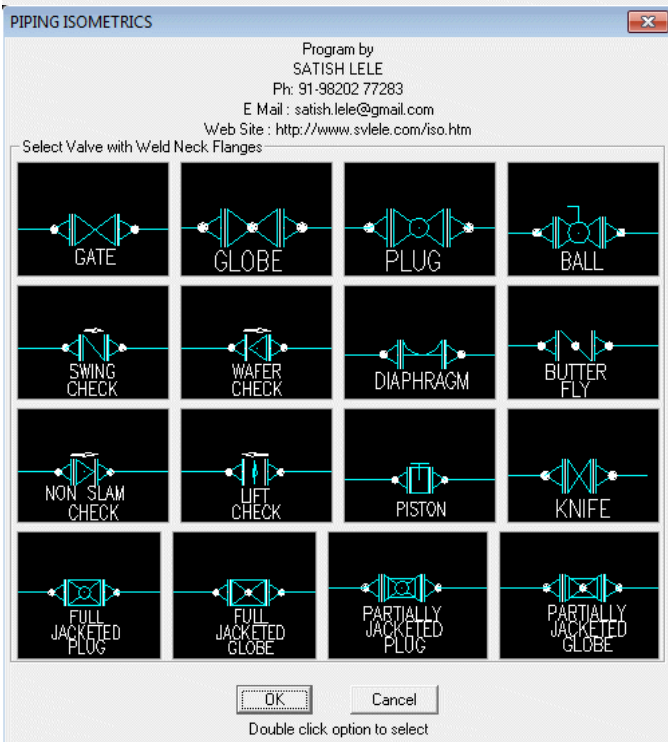 PIPING ISOMETRICS
Program by
SATISH LELE
Ph: 91-98202 77283
E Mail : satish.lele@gmail.com
Web Site : http://www.svlele.com/iso.htm
Select Valve with Weld Neck Flanges
GATE
GLOBE
PLUG
BALL
SWING
CHECK
WAFER
CHECK
DIAPHRAGM
BUTTER
FLY
NON SLAM
CHECK
LIFT
CHECK
PISTON
KNIFE
FULL
JACKETED
PLUG
FULL
JACKETED
GLOBE
PARTIALLY
JACKETED
PLUG
PARTIALLY
JACKETED
GLOBE
OK
Cancel
Double click option to select